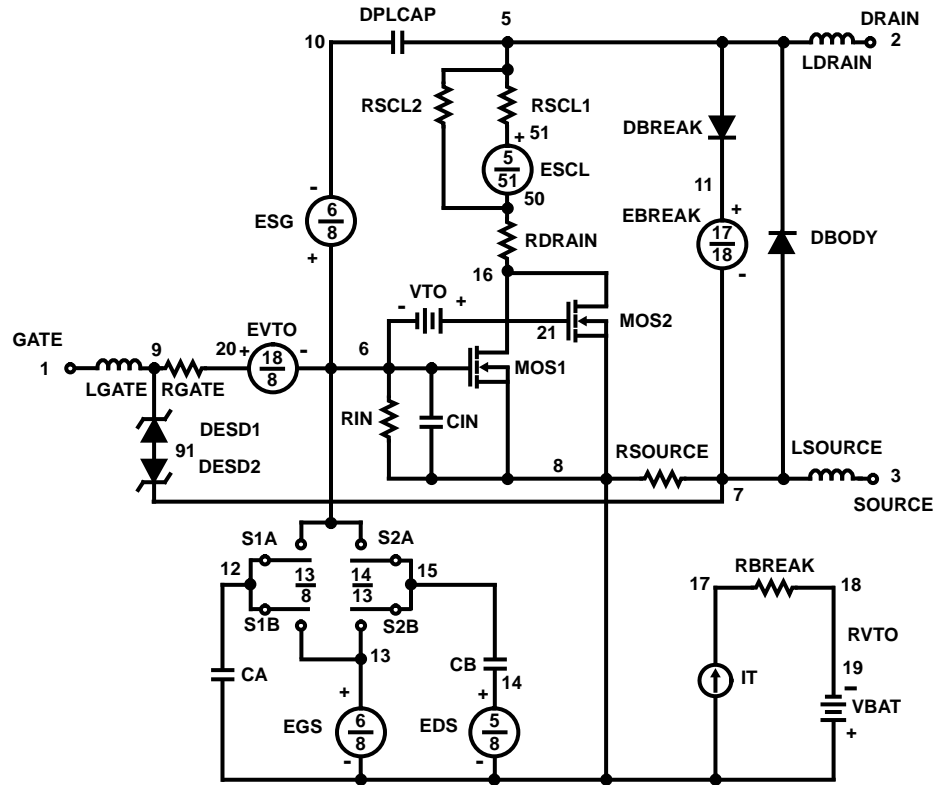 DPLCAP
5
DRAIN
10
2
LDRAIN
RSCL2
RSCL1
DBREAK
+ 51
5
51
ESCL
50
11
-
+
ESG
6
8
EBREAK
17
18
DBODY
+
RDRAIN
-
16
VTO
- +
21
MOS2
GATE
9
20
EVTO
6
1
+
18
8
-
MOS1
LGATE
RGATE
RIN
CIN
DESD1
91
DESD2
8
RSOURCE
LSOURCE
7
3
SOURCE
S1A
S2A
12
13
8
14
13
15
RBREAK
17
18
S1B
S2B
RVTO
13
CB
CA
14
IT
19
-
+
+
VBAT
EGS
6
8
EDS
5
8
+
-
-